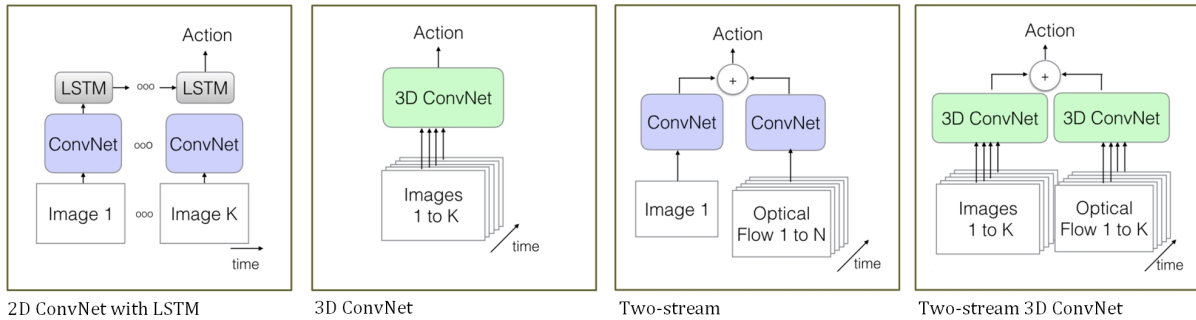 Action
LSTM
ooo
LSTM
ConvNet
ooo
ConvNet
Image 1
ooo
Image K
time
2D ConvNet with LSTM
Action
3D ConvNet
Images
1 to K
time
3D ConvNet
Action
+
ConvNet
ConvNet
Image 1
Optical
Flow 1 to N
time
Two-stream
Action
+
3D ConvNet
3D ConvNet
Images
1 to K
Optical
Flow 1 to K
time
Two-stream 3D ConvNet